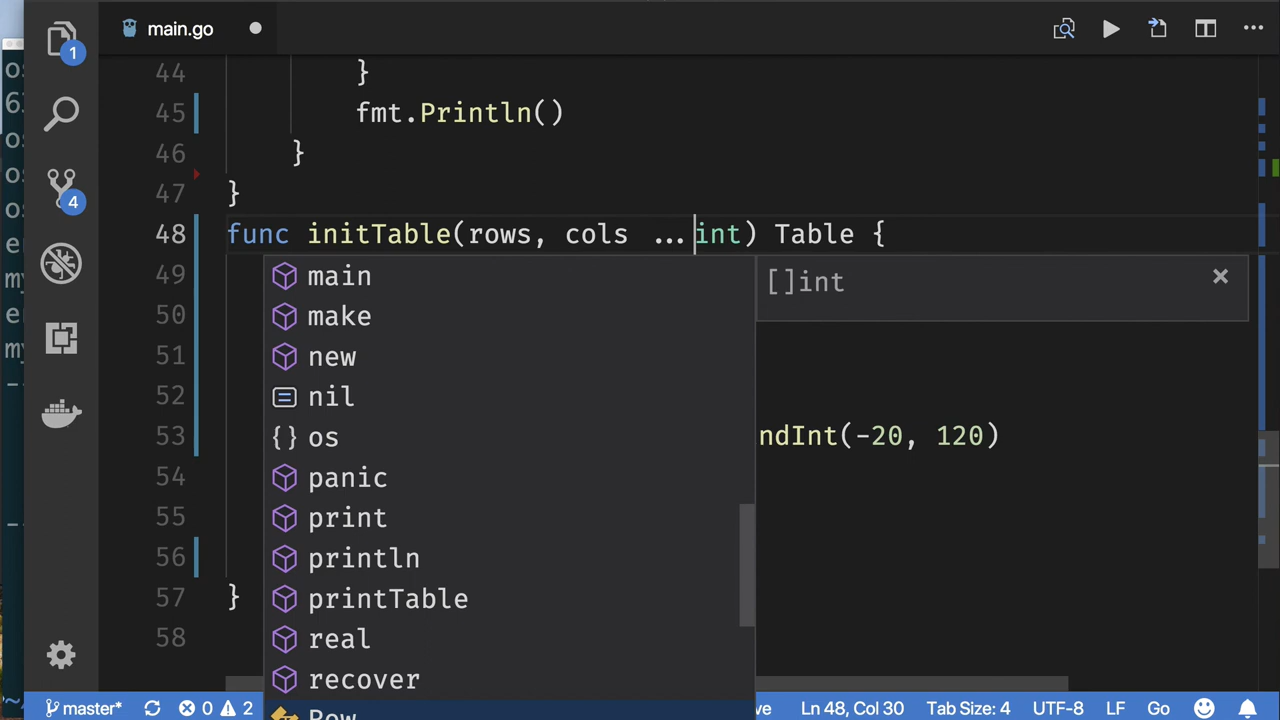 main.go
1
44 }
45 fmt.Println()
46 }
47 }
48 func initTable(rows, cols ...int) Table {
49
50
51
52
53 ndInt(-20, 120)
54
55
56
57 }
58
main
make
new
nil
{} os
panic
print
println
printTable
real
recover
Row
[]int
4
master* 0 2 Ln 48, Col 30 Tab Size: 4 UTF-8 LF Go